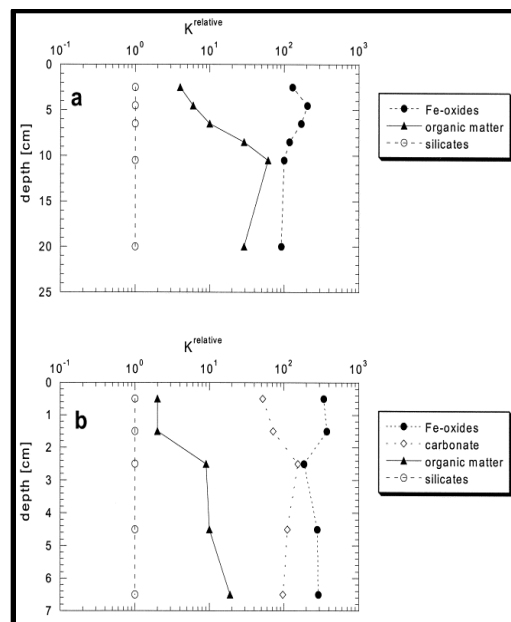 K^relative
10^-1 10^0 10^1 10^2 10^3
0
5
10
15
20
25
depth [cm]
a
Fe-oxides
organic matter
silicates
K^relative
10^-1 10^0 10^1 10^2 10^3
0
1
2
3
4
5
6
7
depth [cm]
b
Fe-oxides
carbonate
organic matter
silicates